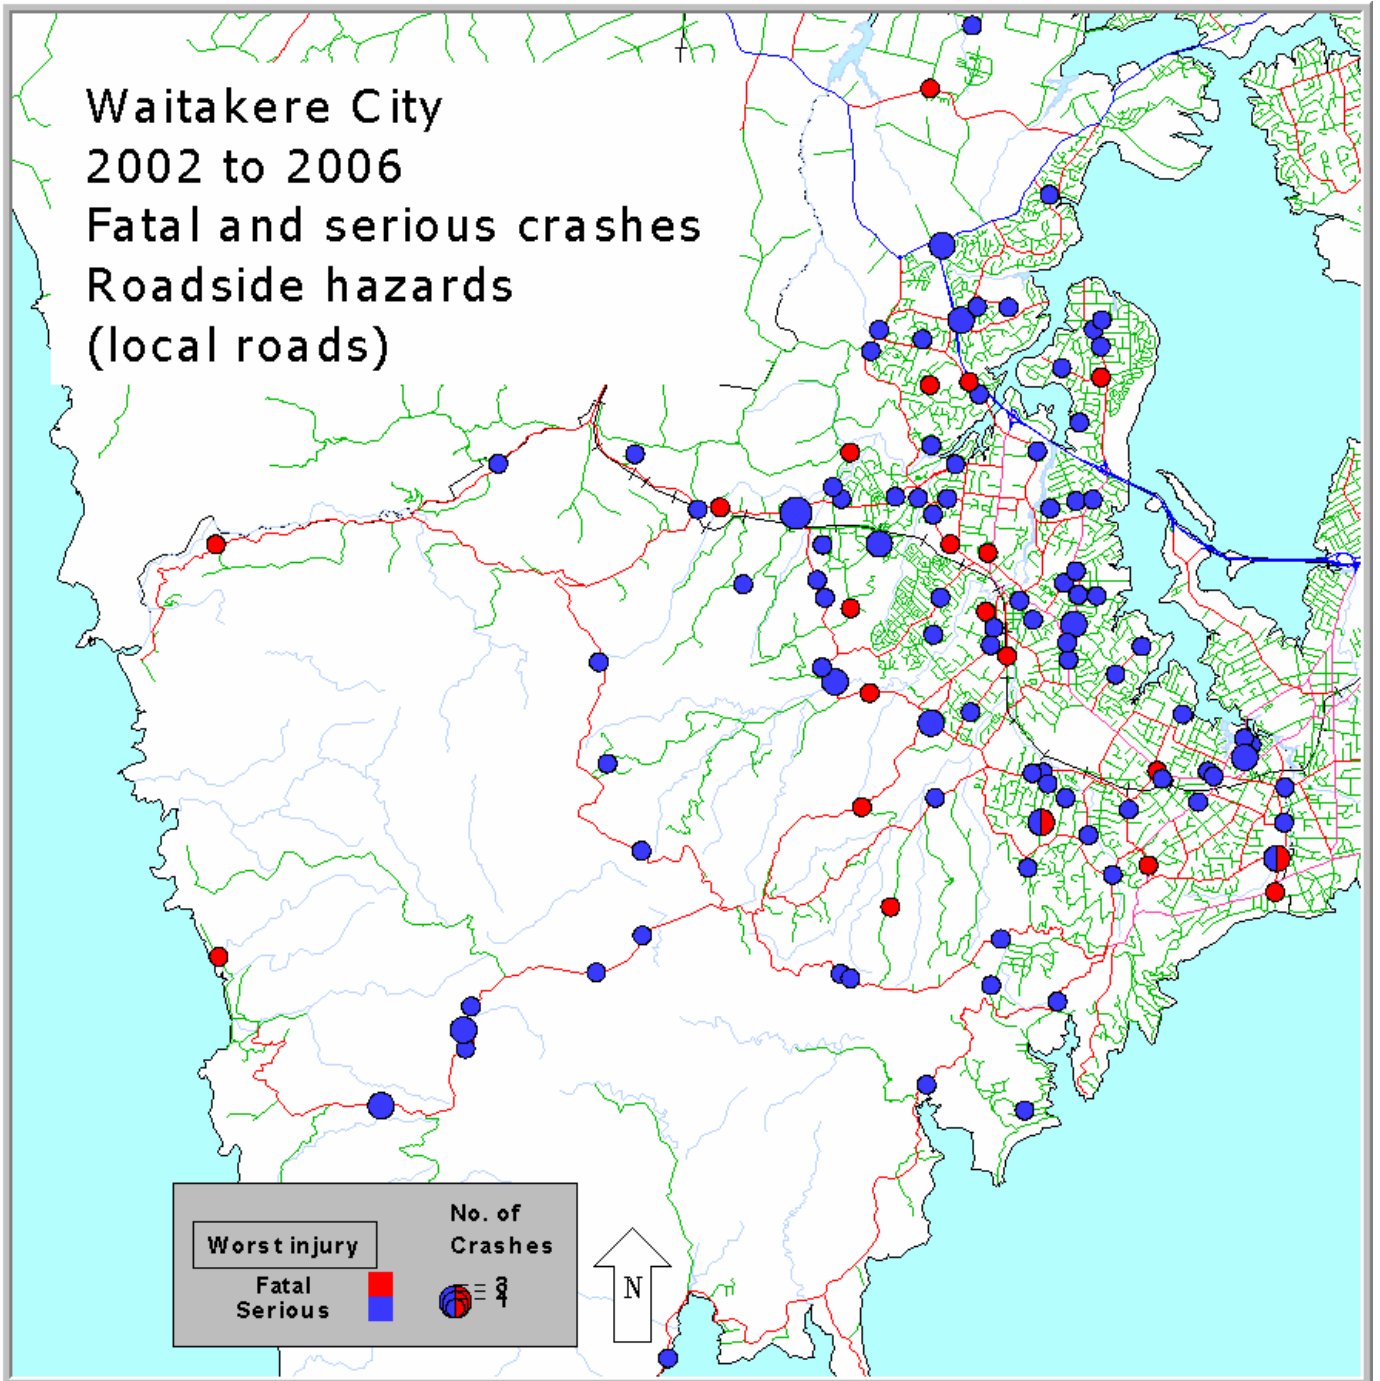 Waitakere City
2002 to 2006
Fatal and serious crashes
Roadside hazards
(local roads)
No. of
Crashes
Worst injury
Fatal
Serious
N